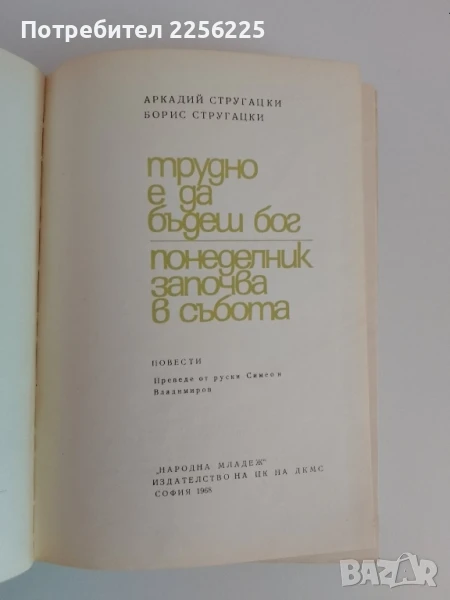 Потребител 2256225
АРКАДИЙ СТРУГАЦКИ
БОРИС СТРУГАЦКИ
трудно
е да
бъдеш бог
понеделник
започва
в събота
ПОВЕСТИ
Преведе от руски Симеон
Владимиров
„НАРОДНА МЛАДЕЖ"
ИЗДАТЕЛСТВО НА ЦК НА ДКМС
СОФИЯ 1968
BAZAR